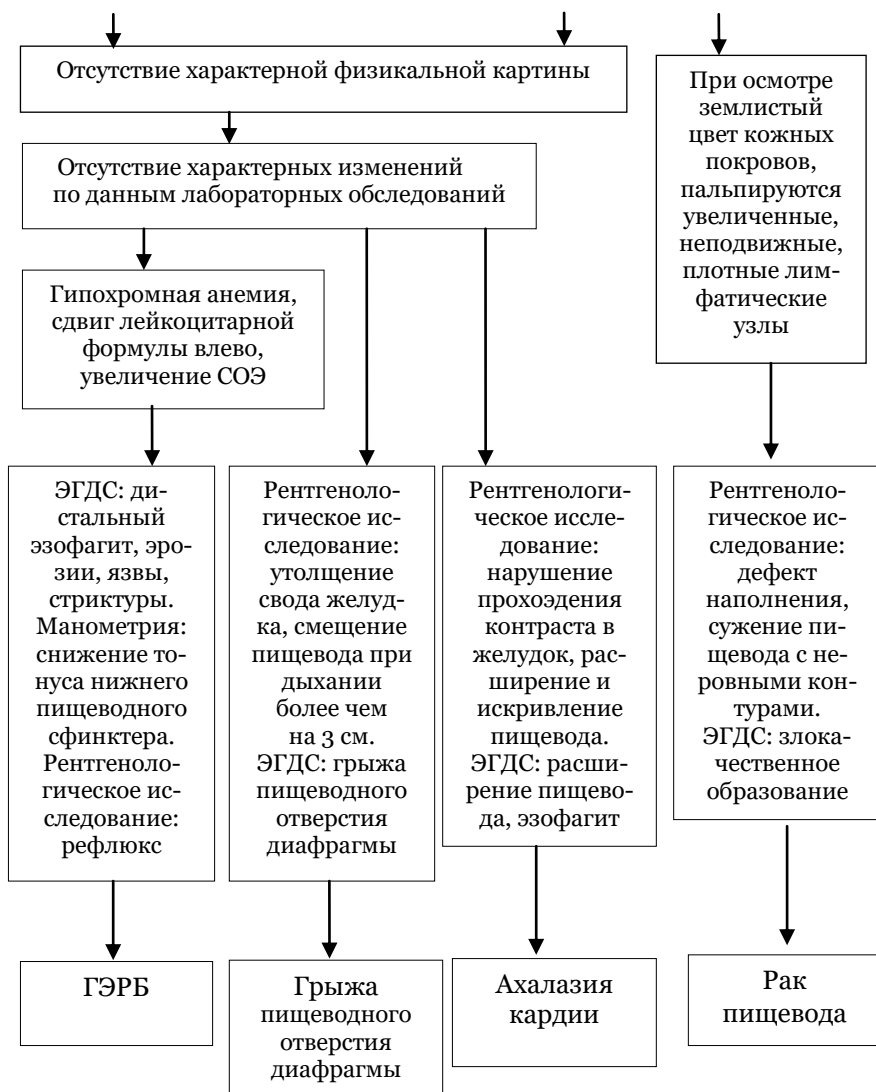 Отсутствие характерной физикальной картины
При осмотре
землистый
цвет кожных
покровов,
пальпируются
увеличенные,
неподвижные,
плотные лим-
фатические
узлы
Отсутствие характерных изменений
по данным лабораторных обследований
Гипохромная анемия,
сдвиг лейкоцитарной
формулы влево,
увеличение СОЭ
ЭГДС: ди-
стальный
эзофагит, эро-
зии, язвы,
стриктуры.
Манометрия:
снижение то-
нуса нижнего
пищеводного
сфинктера.
Рентгеноло-
гическое ис-
следование:
рефлюкс
Рентгеноло-
гическое ис-
следование:
утолщение
свода желуд-
ка, смещение
пищевода при
дыхании
более чем
на 3 см.
ЭГДС: грыжа
пищеводного
отверстия
диафрагмы
Рентгенологи-
ческое иссле-
дование:
нарушение
прохоэдения
контраста в
желудок, рас-
ширение и
искривление
пищевода.
ЭГДС: расши-
рение пищево-
да, эзофагит
Рентгеноло-
гическое ис-
следование:
дефект
наполнения,
сужение пи-
щевода с не-
ровными кон-
турами.
ЭГДС: злока-
чественное
образование
ГЭРБ
Грыжа
пищеводного
отверстия
диафрагмы
Ахалазия
кардии
Рак
пищевода